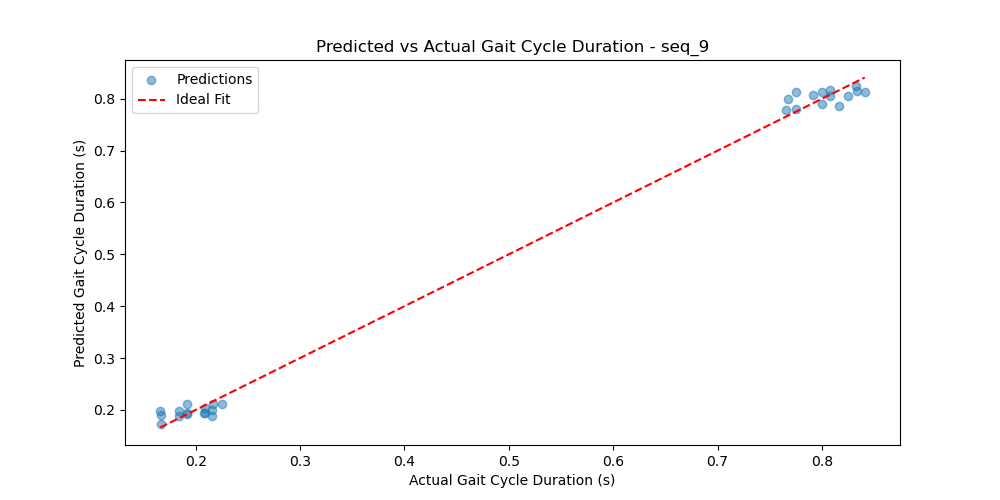 Predicted vs Actual Gait Cycle Duration - seq_9
Predictions
Ideal Fit
Predicted Gait Cycle Duration (s)
0.8
0.7
0.6
0.5
0.4
0.3
0.2
0.2 0.3 0.4 0.5 0.6 0.7 0.8
Actual Gait Cycle Duration (s)